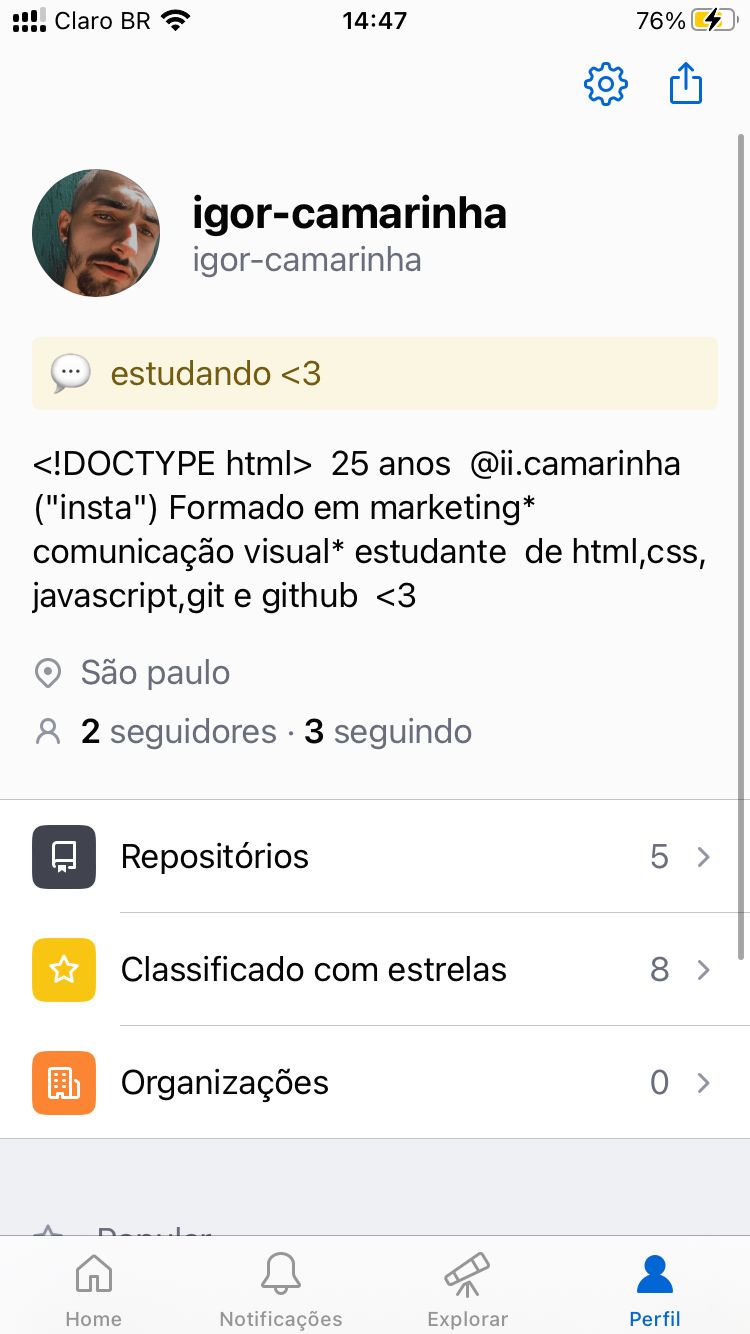 Claro BR 14:47 76%
igor-camarinha
igor-camarinha
estudando <3
<!DOCTYPE html>  25 anos  @ii.camarinha
("insta") Formado em marketing*
comunicação visual* estudante  de html,css,
javascript,git e github  <3
São paulo
2 seguidores · 3 seguindo
Repositórios 5
Classificado com estrelas 8
Organizações 0
Popular
Home Notificações Explorar Perfil